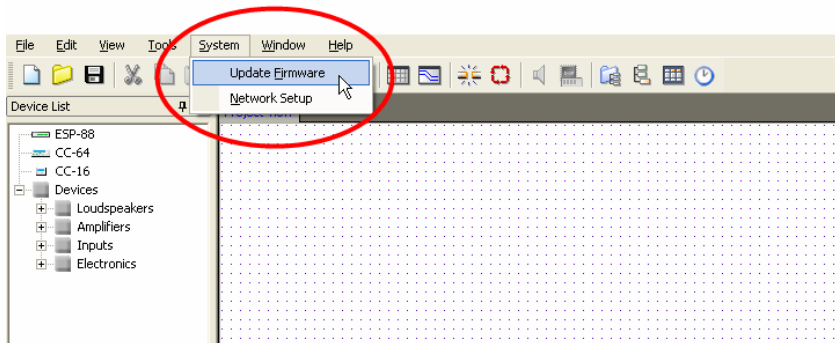 File Edit View Tools System Window Help
Update Firmware
Network Setup
Device List
ESP-88
CC-64
CC-16
Devices
Loudspeakers
Amplifiers
Inputs
Electronics